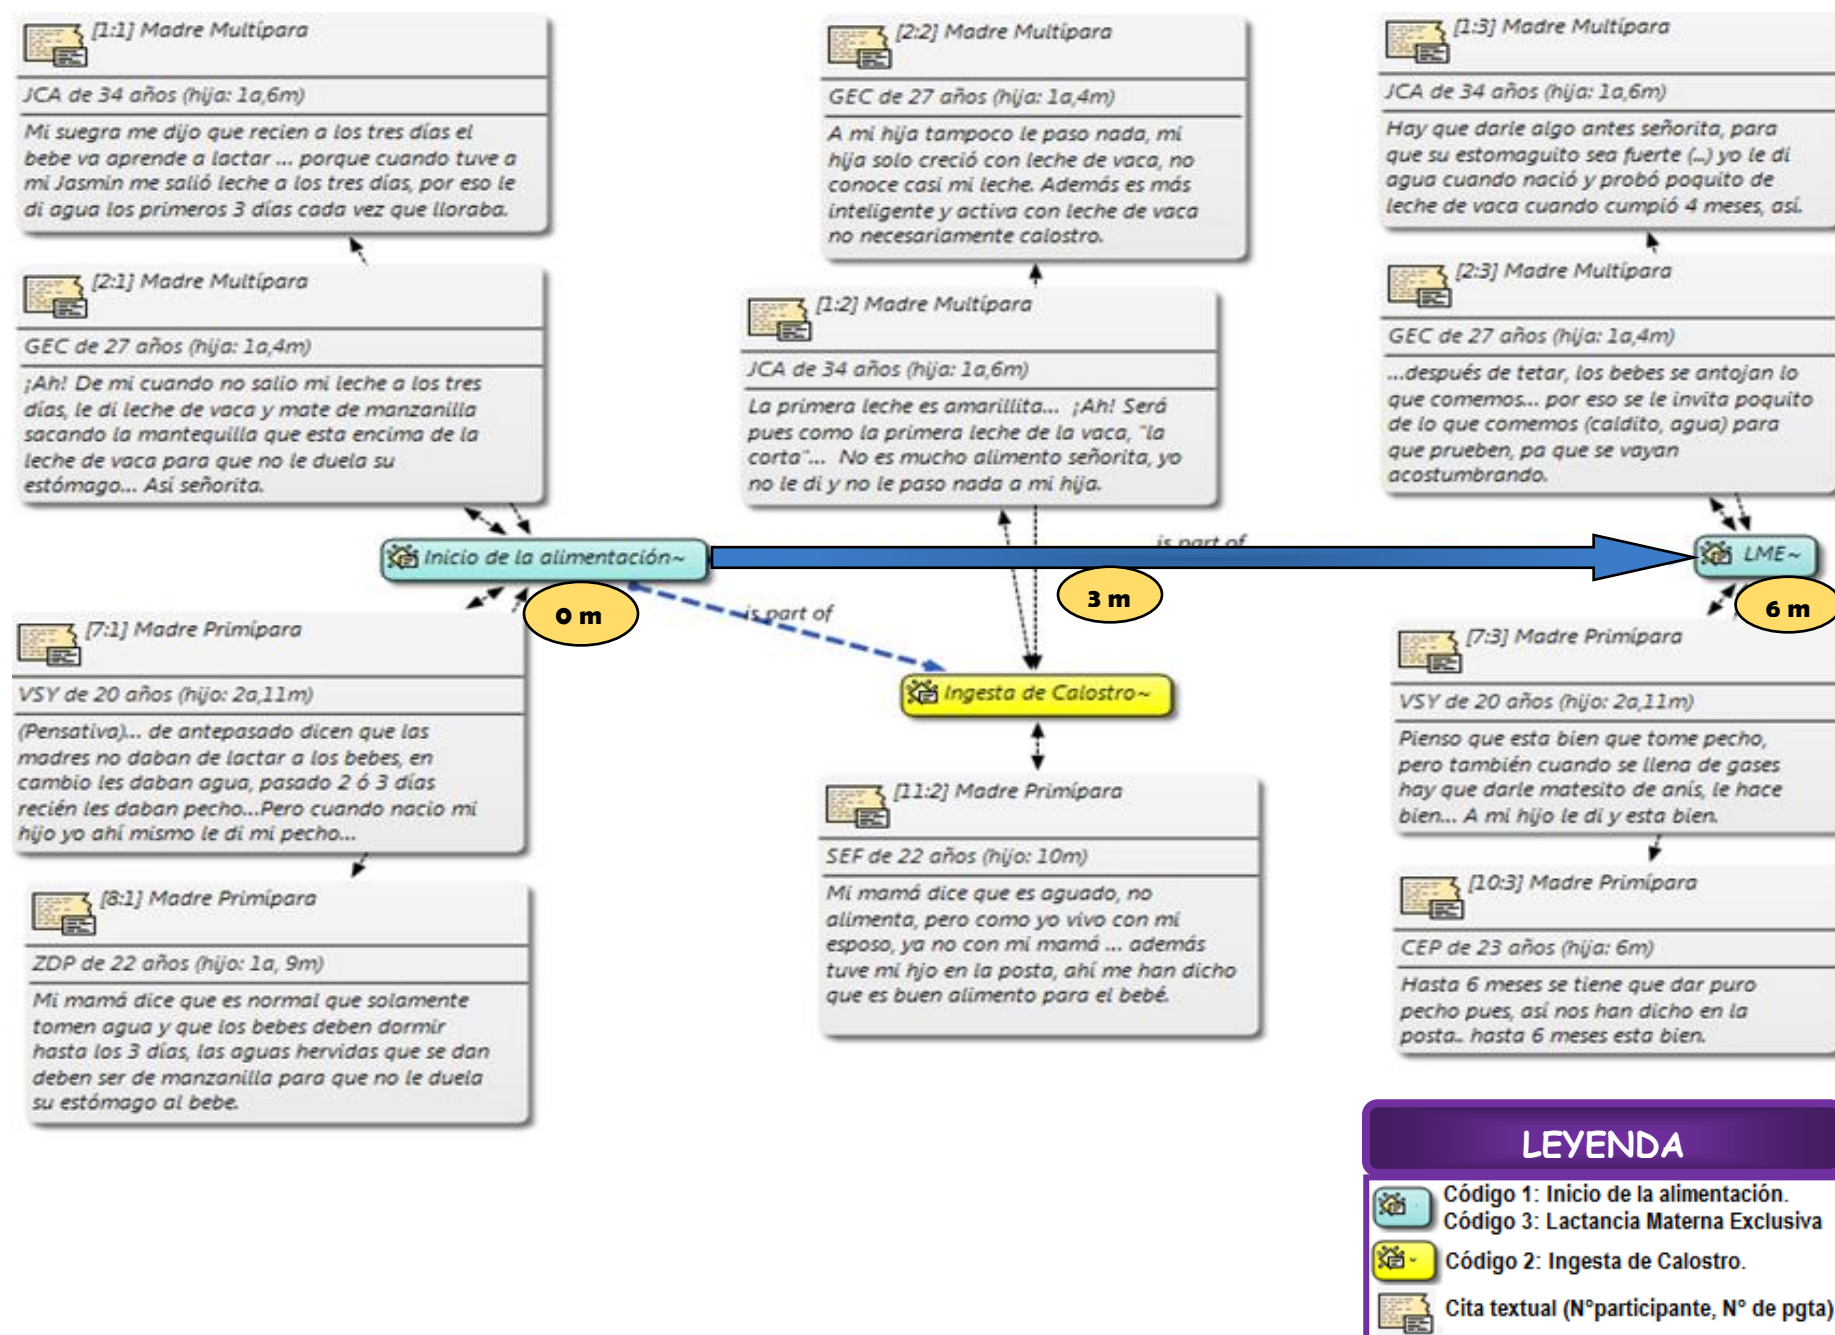 [1:1] Madre Multípara
JCA de 34 años (hija: 1a,6m)
Mi suegra me dijo que recien a los tres días el
bebe va aprende a lactar ... porque cuando tuve a
mi Jasmin me salió leche a los tres días, por eso le
di agua los primeros 3 días cada vez que lloraba.
[2:1] Madre Multípara
GEC de 27 años (hija: 1a,4m)
¡Ah! De mi cuando no salio mi leche a los tres
días, le di leche de vaca y mate de manzanilla
sacando la mantequilla que esta encima de la
leche de vaca para que no le duela su
estómago... Así señorita.
[2:2] Madre Multípara
GEC de 27 años (hija: 1a,4m)
A mi hija tampoco le paso nada, mi
hija solo creció con leche de vaca, no
conoce casi mi leche. Además es más
inteligente y activa con leche de vaca
no necesariamente calostro.
[1:2] Madre Multípara
JCA de 34 años (hija: 1a,6m)
La primera leche es amarillita... ¡Ah! Será
pues como la primera leche de la vaca, "la
corta"... No es mucho alimento señorita, yo
no le di y no le paso nada a mi hija.
[1:3] Madre Multípara
JCA de 34 años (hija: 1a,6m)
Hay que darle algo antes señorita, para
que su estomaguito sea fuerte (...) yo le di
agua cuando nació y probó poquito de
leche de vaca cuando cumpió 4 meses, así.
[2:3] Madre Multípara
GEC de 27 años (hija: 1a,4m)
...después de tetar, los bebes se antojan lo
que comemos... por eso se le invita poquito
de lo que comemos (caldito, agua) para
que prueben, pa que se vayan
acostumbrando.
Inicio de la alimentación~
is part of
LME~
0 m
3 m
6 m
is part of
Ingesta de Calostro~
[7:1] Madre Primípara
VSY de 20 años (hijo: 2a,11m)
(Pensativa)... de antepasado dicen que las
madres no daban de lactar a los bebes, en
cambio les daban agua, pasado 2 ó 3 días
recién les daban pecho...Pero cuando nacio mi
hijo yo ahí mismo le di mi pecho...
[8:1] Madre Primípara
ZDP de 22 años (hijo: 1a, 9m)
Mi mamá dice que es normal que solamente
tomen agua y que los bebes deben dormir
hasta los 3 días, las aguas hervidas que se dan
deben ser de manzanilla para que no le duela
su estómago al bebe.
[11:2] Madre Primípara
SEF de 22 años (hijo: 10m)
Mi mamá dice que es aguado, no
alimenta, pero como yo vivo con mi
esposo, ya no con mi mamá ... además
tuve mi hjo en la posta, ahí me han dicho
que es buen alimento para el bebé.
[7:3] Madre Primípara
VSY de 20 años (hijo: 2a,11m)
Pienso que esta bien que tome pecho,
pero también cuando se llena de gases
hay que darle matesito de anís, le hace
bien... A mi hijo le di y esta bien.
[10:3] Madre Primípara
CEP de 23 años (hija: 6m)
Hasta 6 meses se tiene que dar puro
pecho pues, así nos han dicho en la
posta.. hasta 6 meses esta bien.
LEYENDA
Código 1: Inicio de la alimentación.
Código 3: Lactancia Materna Exclusiva
Código 2: Ingesta de Calostro.
Cita textual (N°participante, N° de pgta)